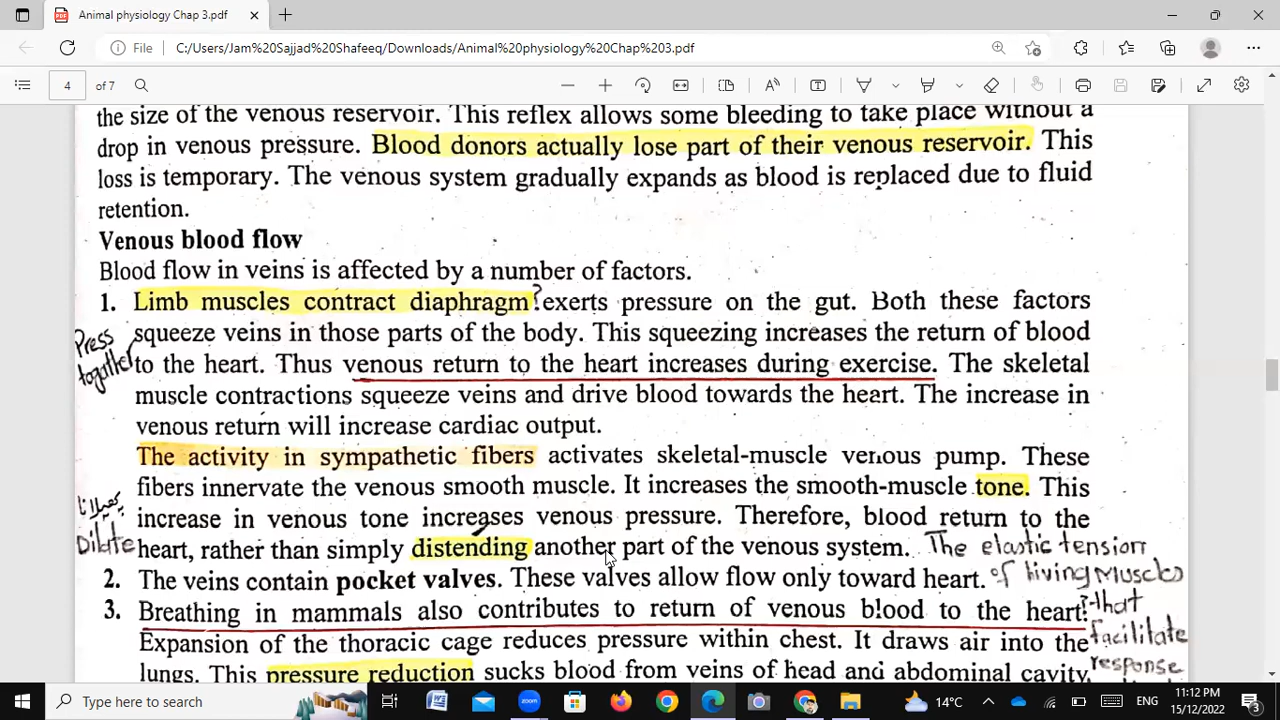 Animal physiology Chap 3.pdf
File C:/Users/Jam%20Sajjad%20Shafeeq/Downloads/Animal%20physiology%20Chap%203.pdf
4 of 7
the size of the venous reservoir. This reflex allows some bleeding to take place without a
drop in venous pressure. Blood donors actually lose part of their venous reservoir. This
loss is temporary. The venous system gradually expands as blood is replaced due to fluid
retention.
Venous blood flow
Blood flow in veins is affected by a number of factors.
1. Limb muscles contract diaphragm? exerts pressure on the gut. Both these factors
squeeze veins in those parts of the body. This squeezing increases the return of blood
Press
together
to the heart. Thus venous return to the heart increases during exercise. The skeletal
muscle contractions squeeze veins and drive blood towards the heart. The increase in
venous return will increase cardiac output.
The activity in sympathetic fibers activates skeletal-muscle venous pump. These
fibers innervate the venous smooth muscle. It increases the smooth-muscle tone. This
increase in venous tone increases venous pressure. Therefore, blood return to the
Dilate
heart, rather than simply distending another part of the venous system.
The elastic tension
of living Muscles
that
facilitate
response
2. The veins contain pocket valves. These valves allow flow only toward heart.
3. Breathing in mammals also contributes to return of venous blood to the heart?
Expansion of the thoracic cage reduces pressure within chest. It draws air into the
lungs. This pressure reduction sucks blood from veins of head and abdominal cavity
Type here to search
14°C
ENG
11:12 PM
15/12/2022
3